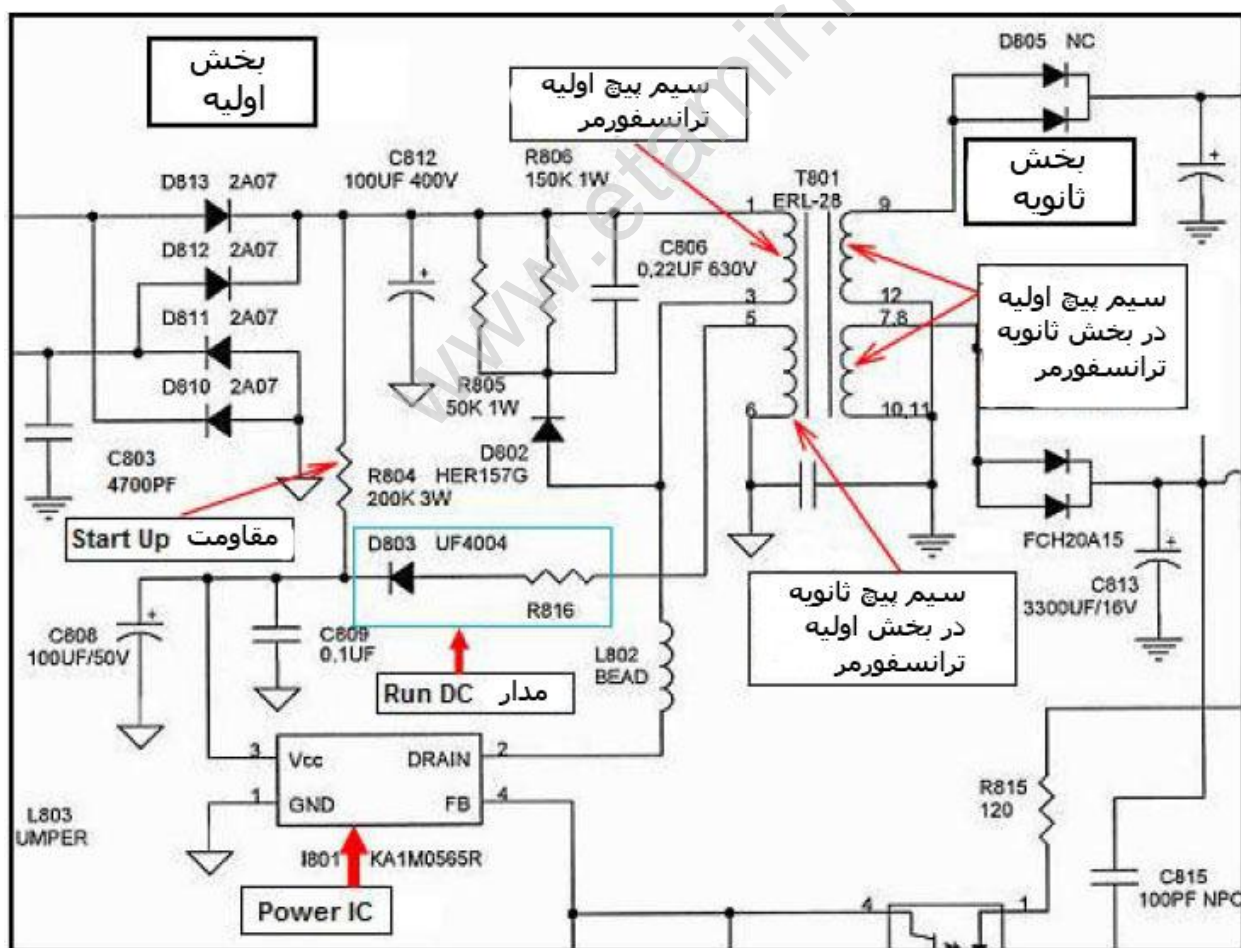 بخش
اولیه
سیم پیچ اولیه
ترانسفورمر
D805 NC
بخش
ثانویه
C812
100UF 400V
R806
150K 1W
T801
ERL-28
D813 2A07
D812 2A07
D811 2A07
D810 2A07
1
9
C806
0,22UF 630V
3
5
12
7,8
سیم پیچ اولیه
در بخش ثانویه
ترانسفورمر
R805
50K 1W
6
10,11
D802
HER157G
C803
4700PF
R804
200K 3W
مقاومت Start Up
D803 UF4004
R816
FCH20A15
C813
3300UF/16V
سیم پیچ ثانویه
در بخش اولیه
ترانسفورمر
C808
100UF/50V
C809
0,1UF
L802
BEAD
مدار Run DC
3 Vcc DRAIN 2
1 GND FB 4
R815
120
L803
UMPER
I801 KA1M0565R
Power IC
C815
100PF NPO
4
1
www.etamir.